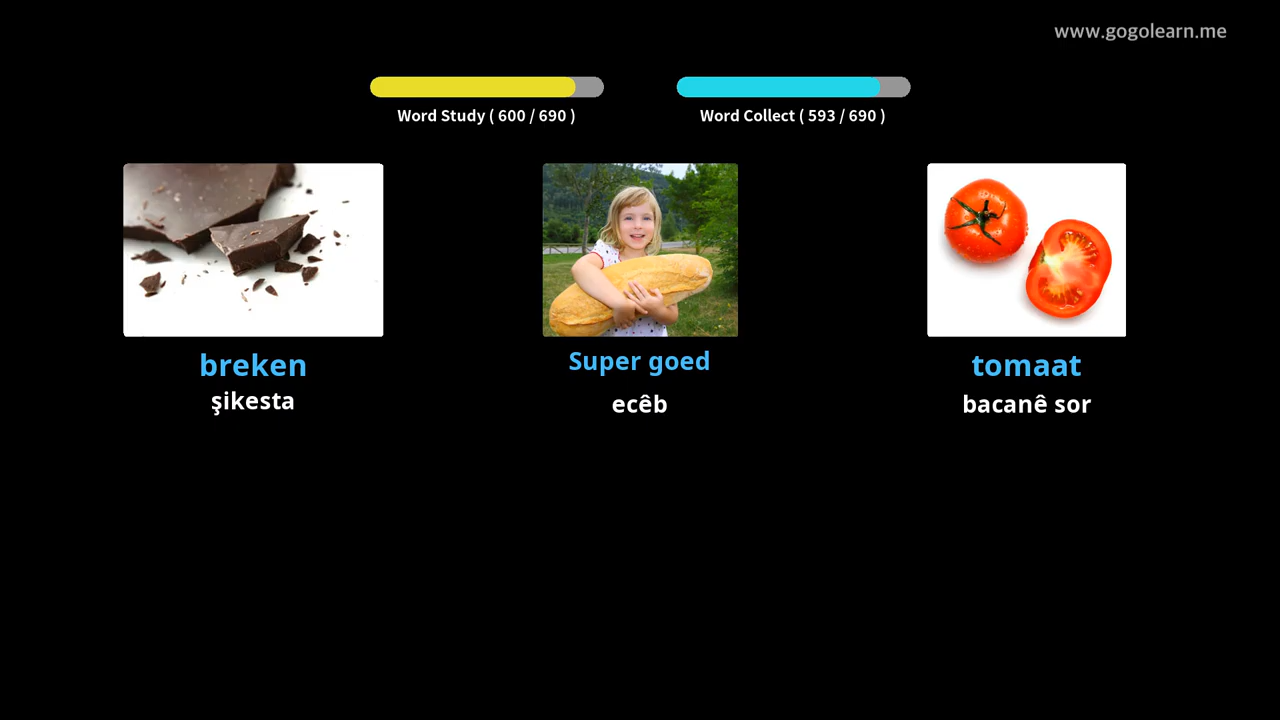 www.gogolearn.me
Word Study ( 600 / 690 )
Word Collect ( 593 / 690 )
breken
şikesta
Super goed
ecêb
tomaat
bacanê sor